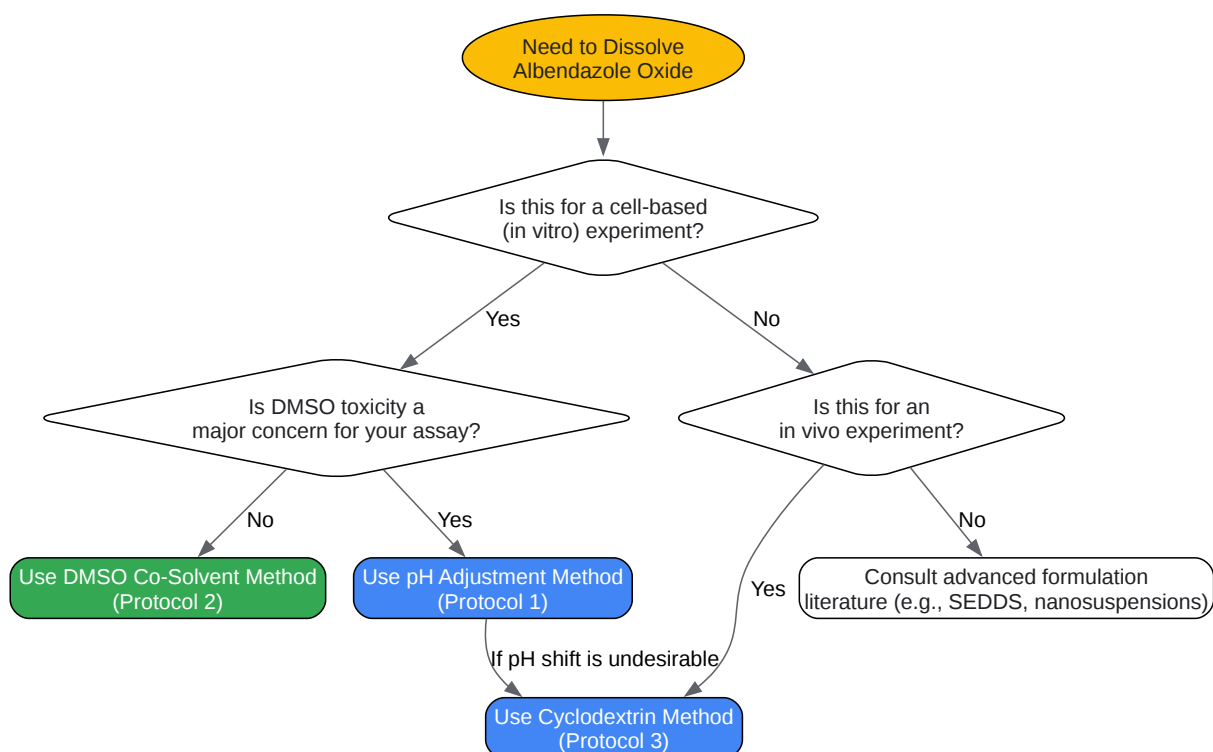 Need to Dissolve
Albendazole Oxide
Is this for a cell-based
(in vitro) experiment?
Yes
No
Is DMSO toxicity a
major concern for your assay?
Is this for an
in vivo experiment?
No
Yes
No
Use DMSO Co-Solvent Method
(Protocol 2)
Use pH Adjustment Method
(Protocol 1)
Yes
Consult advanced formulation
literature (e.g., SEDDS, nanosuspensions)
If pH shift is undesirable
Use Cyclodextrin Method
(Protocol 3)